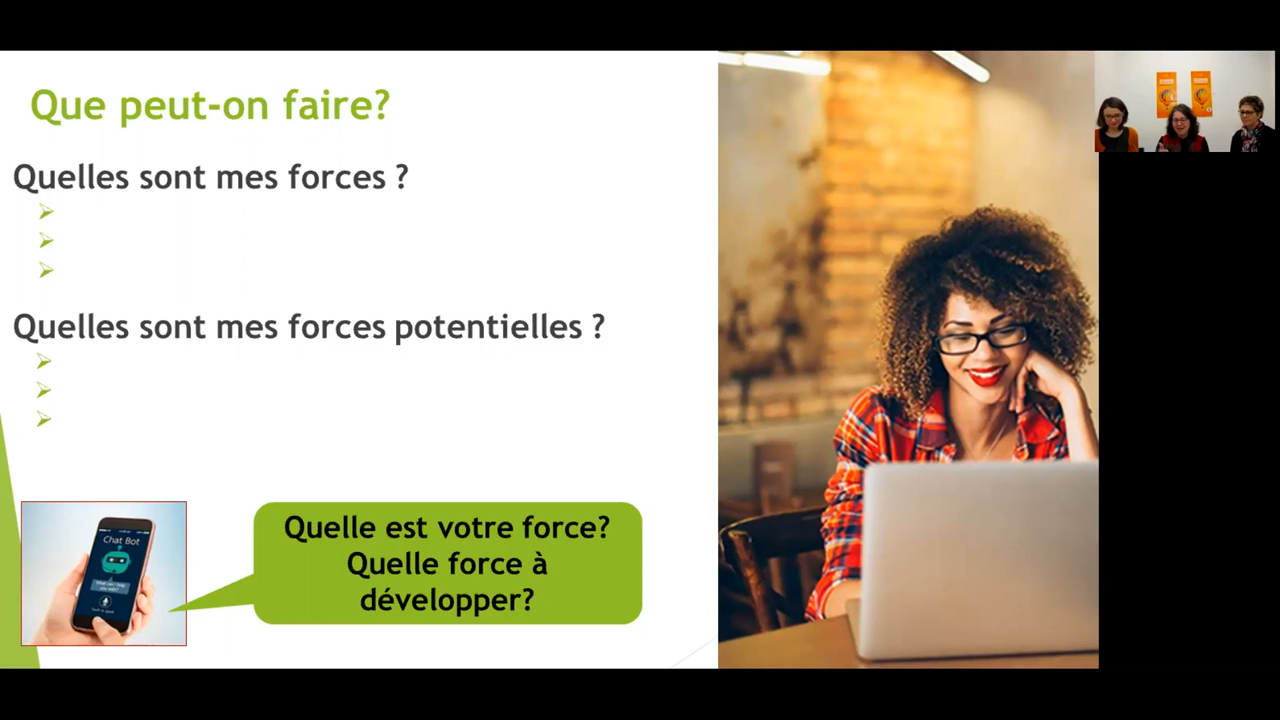 Que peut-on faire?
Quelles sont mes forces ?
Quelles sont mes forces potentielles ?
Quelle est votre force?
Quelle force à
développer?
Chat Bot